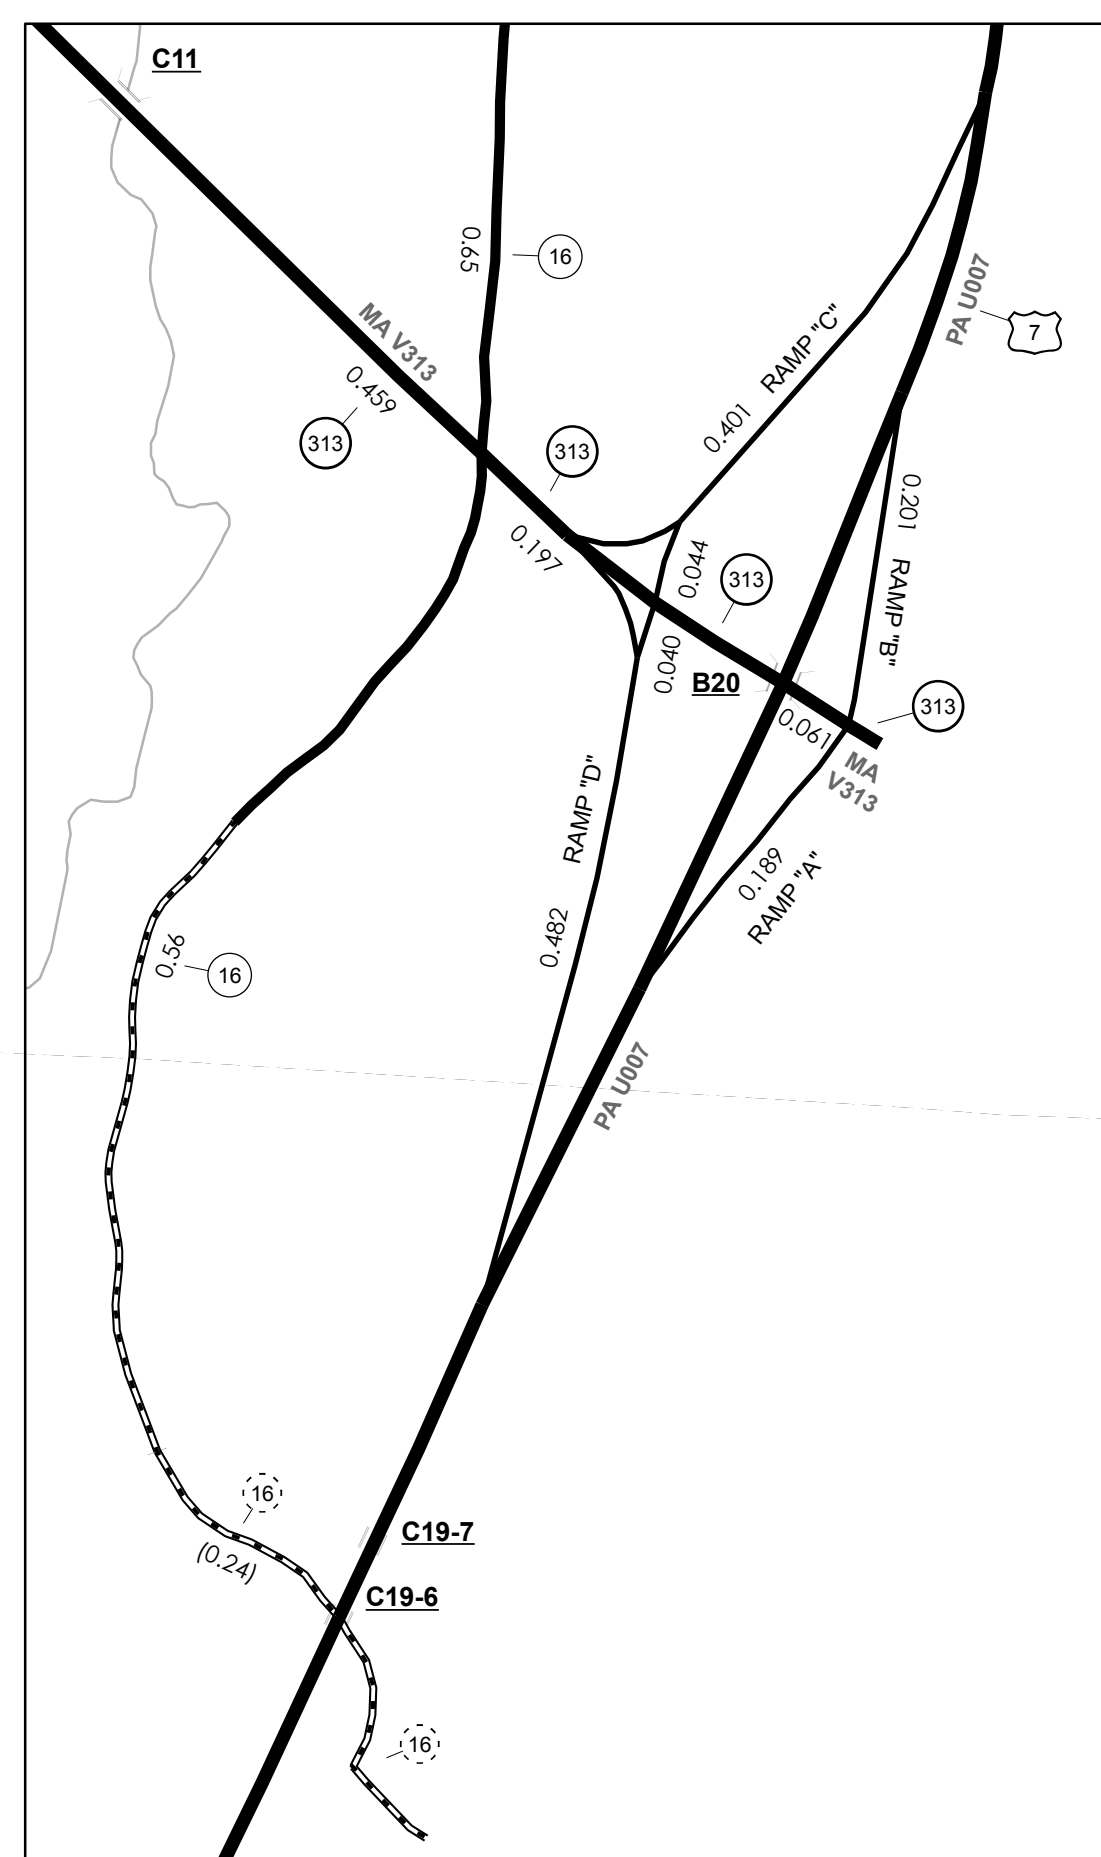 C11
0.65
16
MA V313
PA U007
7
0.459
313
RAMP "C"
0.401
313
0.197
0.201
RAMP "B"
0.044
313
0.040
B20
313
0.061
MA
V313
RAMP "D"
0.189
RAMP "A"
0.482
0.56
16
PA U007
16
(0.24)
C19-7
C19-6
16